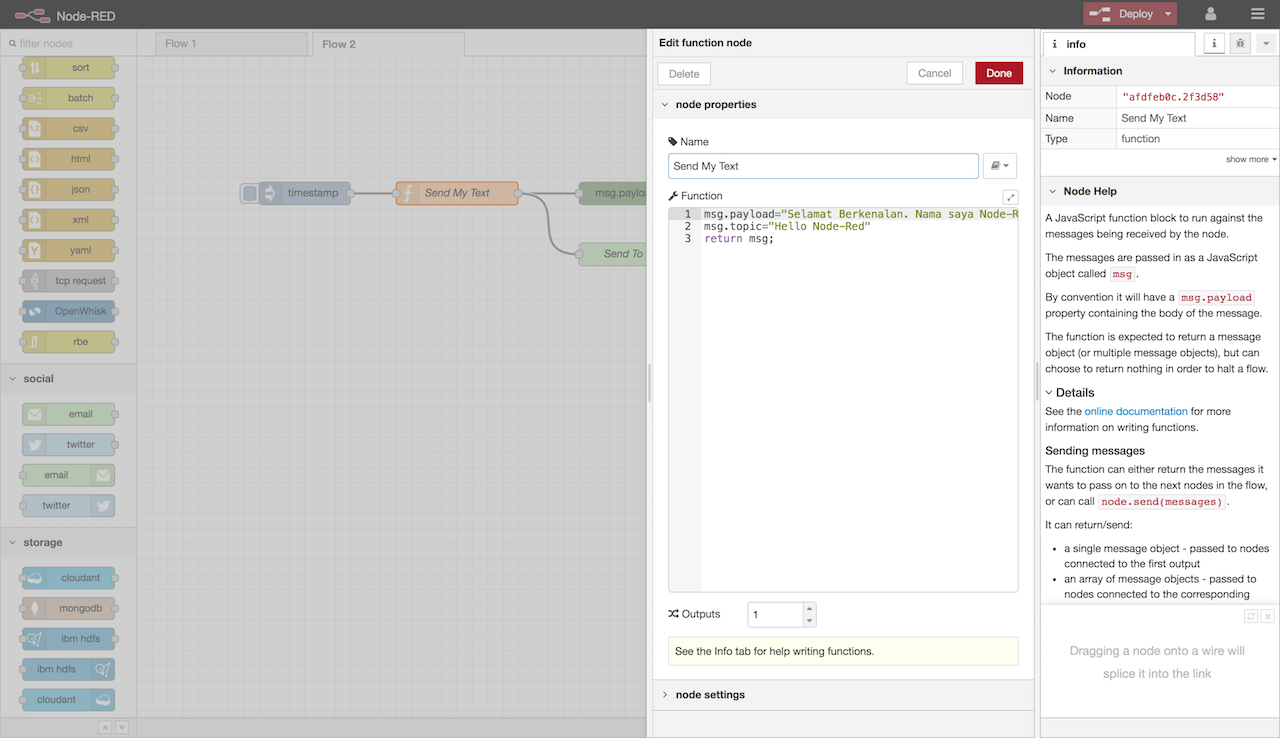 Node-RED
Deploy
filter nodes
Flow 1
Flow 2
sort
batch
csv
html
json
xml
yaml
tcp request
OpenWhisk
rbe
social
email
twitter
email
twitter
storage
cloudant
mongodb
ibm hdfs
ibm hdfs
cloudant
timestamp
Send My Text
msg.paylo
Send To
Edit function node
Delete
Cancel
Done
node properties
Name
Send My Text
Function
1 msg.payload="Selamat Berkenalan. Nama saya Node-R
2 msg.topic="Hello Node-Red"
3 return msg;
Outputs
1
See the Info tab for help writing functions.
node settings
i info
i
Information
Node "afdfeb0c.2f3d58"
Name Send My Text
Type function
show more
Node Help
A JavaScript function block to run against the
messages being received by the node.
The messages are passed in as a JavaScript
object called msg.
By convention it will have a msg.payload
property containing the body of the message.
The function is expected to return a message
object (or multiple message objects), but can
choose to return nothing in order to halt a flow.
Details
See the online documentation for more
information on writing functions.
Sending messages
The function can either return the messages it
wants to pass on to the next nodes in the flow,
or can call node.send(messages).
It can return/send:
• a single message object - passed to nodes
connected to the first output
• an array of message objects - passed to
nodes connected to the corresponding
Dragging a node onto a wire will
splice it into the link